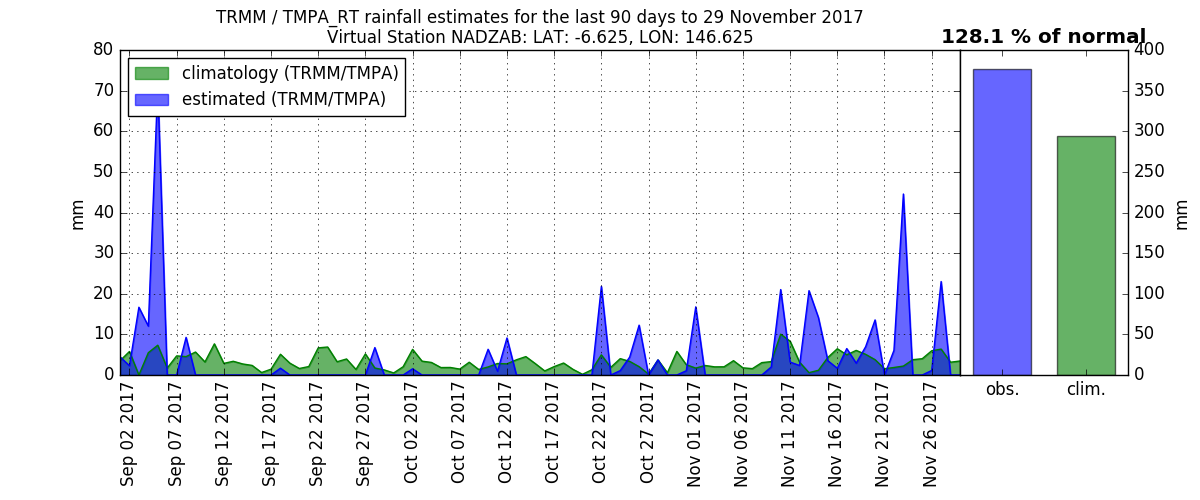 TRMM / TMPA_RT rainfall estimates for the last 90 days to 29 November 2017
Virtual Station NADZAB: LAT: -6.625, LON: 146.625
128.1 % of normal
climatology (TRMM/TMPA)
estimated (TRMM/TMPA)
80
70
60
50
40
30
20
10
0
mm
400
350
300
250
200
150
100
50
0
mm
Sep 02 2017
Sep 07 2017
Sep 12 2017
Sep 17 2017
Sep 22 2017
Sep 27 2017
Oct 02 2017
Oct 07 2017
Oct 12 2017
Oct 17 2017
Oct 22 2017
Oct 27 2017
Nov 01 2017
Nov 06 2017
Nov 11 2017
Nov 16 2017
Nov 21 2017
Nov 26 2017
obs.
clim.